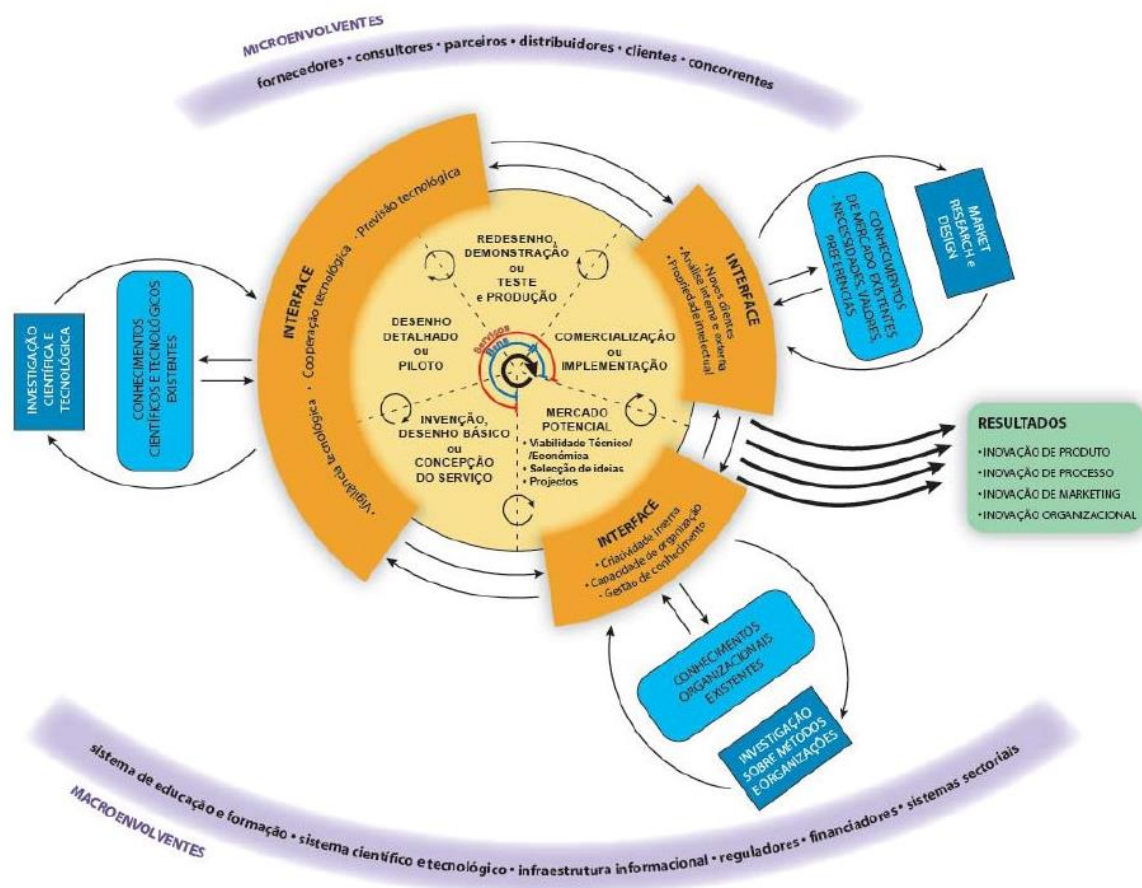 MICROENVOLVENTES
fornecedores • consultores • parceiros • distribuidores • clientes • concorrentes
INTERFACE
• Vigilância tecnológica • Cooperação tecnológica • Previsão tecnológica
INVESTIGAÇÃO
CIENTÍFICA E
TECNOLÓGICA
CONHECIMENTOS
CIENTÍFICOS E TECNOLÓGICOS
EXISTENTES
REDESENHO,
DEMONSTRAÇÃO
OU
TESTE
e PRODUÇÃO
DESENHO
DETALHADO
OU
PILOTO
Serviços
Bens
COMERCIALIZAÇÃO
OU
IMPLEMENTAÇÃO
INVENÇÃO,
DESENHO BÁSICO
OU
CONCEPÇÃO
DO SERVIÇO
MERCADO
POTENCIAL
• Viabilidade Técnico/
/Económica
• Selecção de ideias
• Projectos
INTERFACE
• Novos clientes
• Análise interna e externa
• Propriedade intelectual
CONHECIMENTOS
DE MERCADO EXISTENTES
- NECESSIDADES, VALORES,
PREFERÊNCIAS
MARKET
RESEARCH e
DESIGN
RESULTADOS
• INOVAÇÃO DE PRODUTO
• INOVAÇÃO DE PROCESSO
• INOVAÇÃO DE MARKETING
• INOVAÇÃO ORGANIZACIONAL
INTERFACE
• Criatividade interna
• Capacidade de organização
• Gestão de conhecimento
CONHECIMENTOS
ORGANIZACIONAIS
EXISTENTES
INVESTIGAÇÃO
SOBRE MÉTODOS
E ORGANIZAÇÕES
sistema de educação e formação • sistema científico e tecnológico • infraestrutura informacional • reguladores • financiadores • sistemas sectoriais
MACROENVOLVENTES